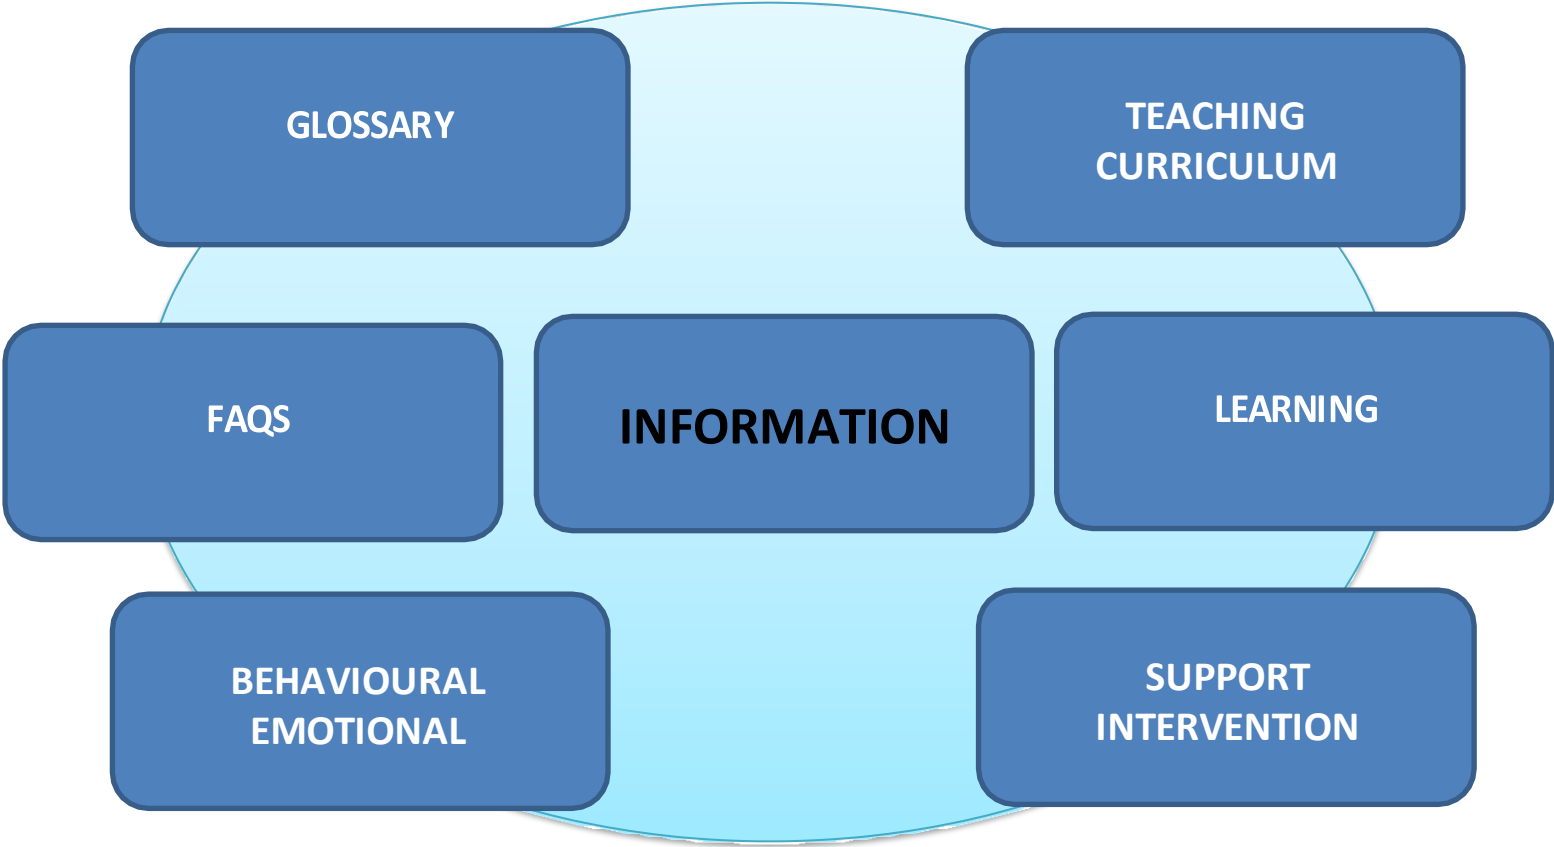 GLOSSARY
TEACHING
CURRICULUM
FAQS
INFORMATION
LEARNING
BEHAVIOURAL
EMOTIONAL
SUPPORT
INTERVENTION